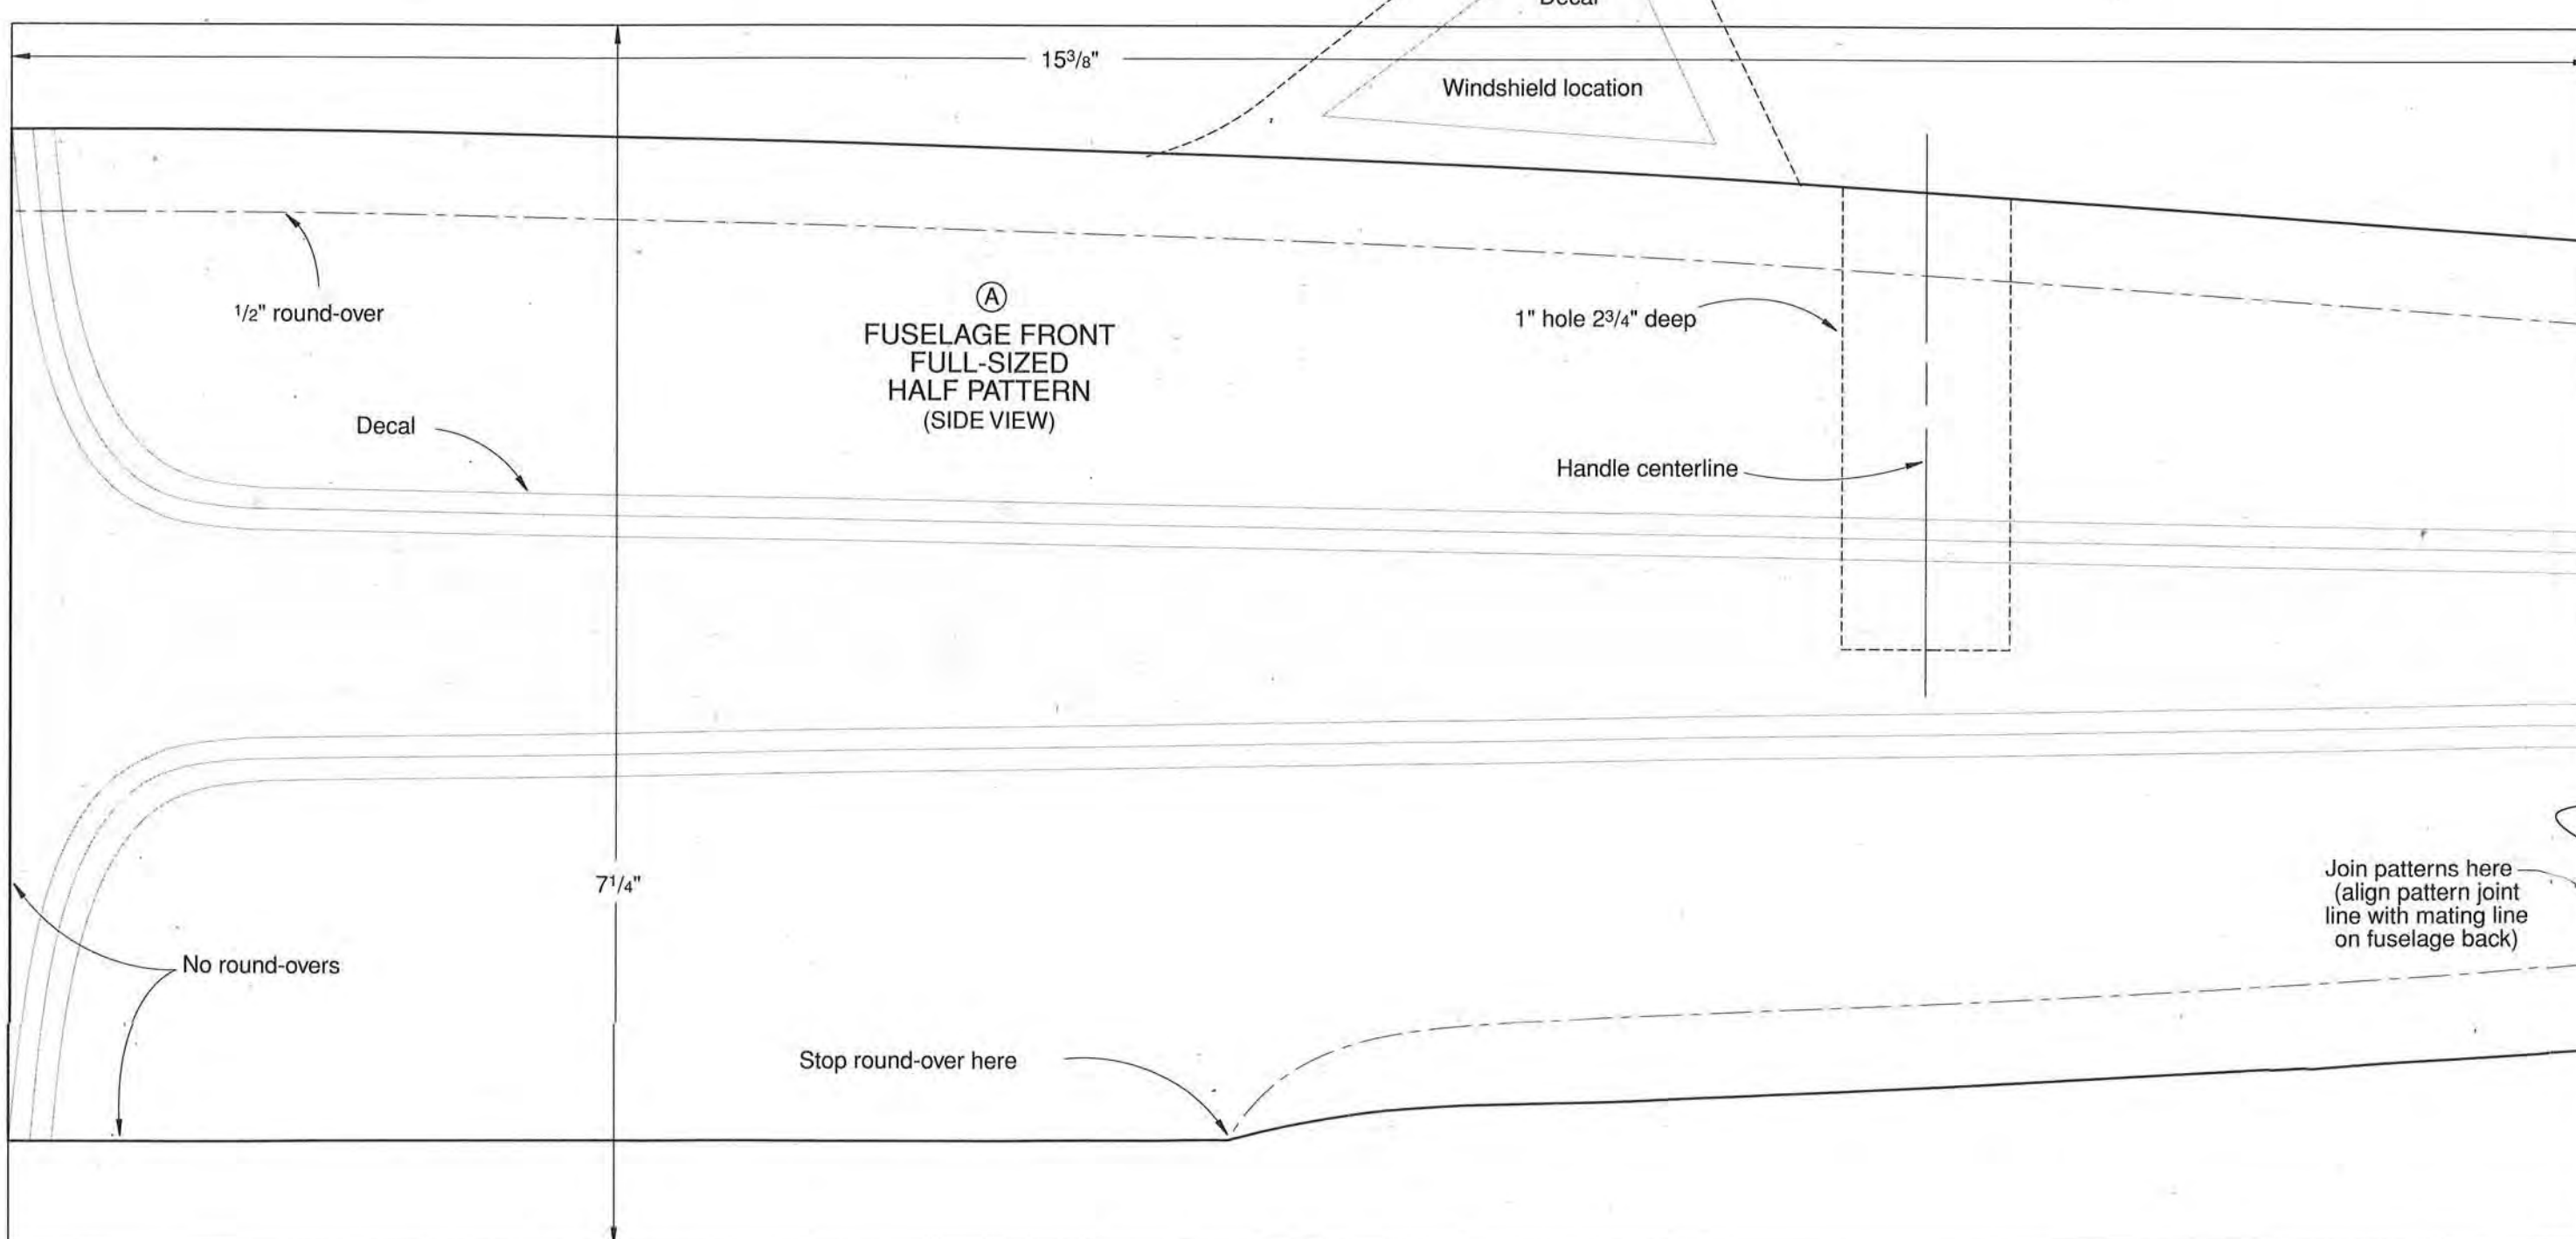 Decal
15³/₈"
Windshield location
¹/₂" round-over
A
FUSELAGE FRONT
FULL-SIZED
HALF PATTERN
(SIDE VIEW)
1" hole 2³/₄" deep
Decal
Handle centerline
7¹/₄"
Join patterns here
(align pattern joint
line with mating line
on fuselage back)
No round-overs
Stop round-over here